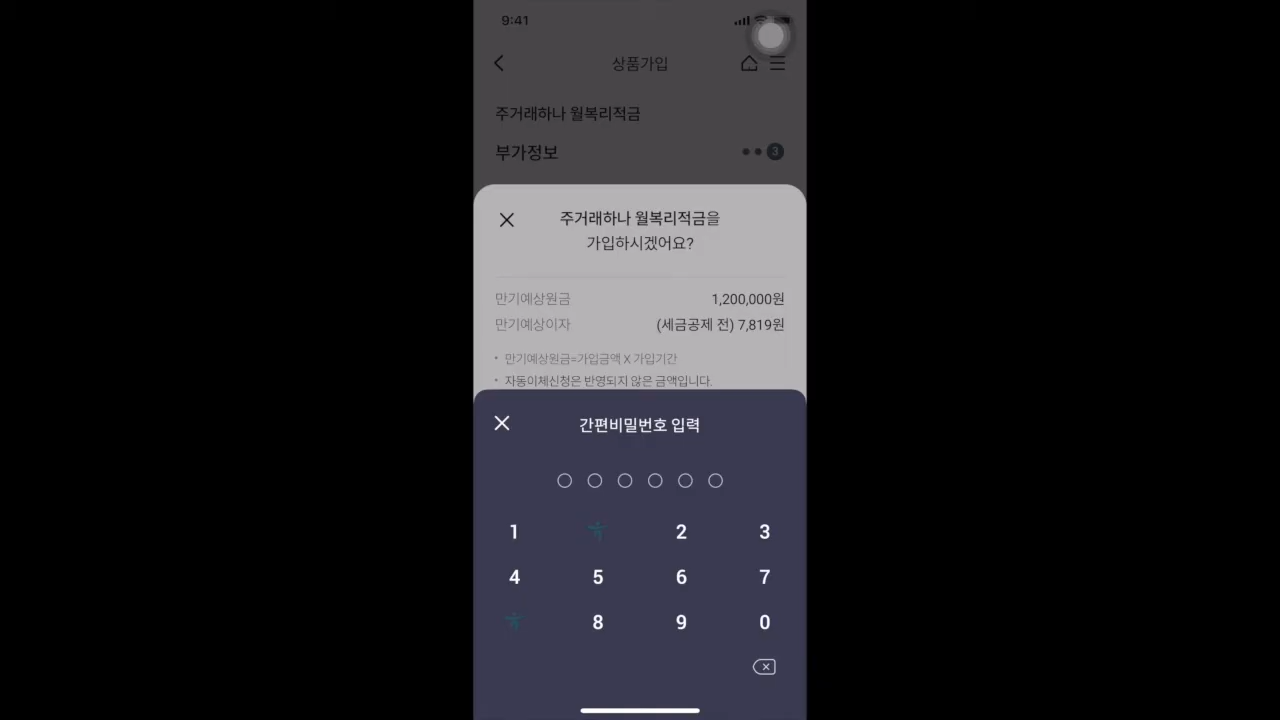 9:41
상품가입
주거래하나 월복리적금
부가정보
3
주거래하나 월복리적금을
가입하시겠어요?
만기예상원금 1,200,000원
만기예상이자 (세금공제 전) 7,819원
• 만기예상원금=가입금액 X 가입기간
• 자동이체신청은 반영되지 않은 금액입니다.
간편비밀번호 입력
1 2 3
4 5 6 7
8 9 0